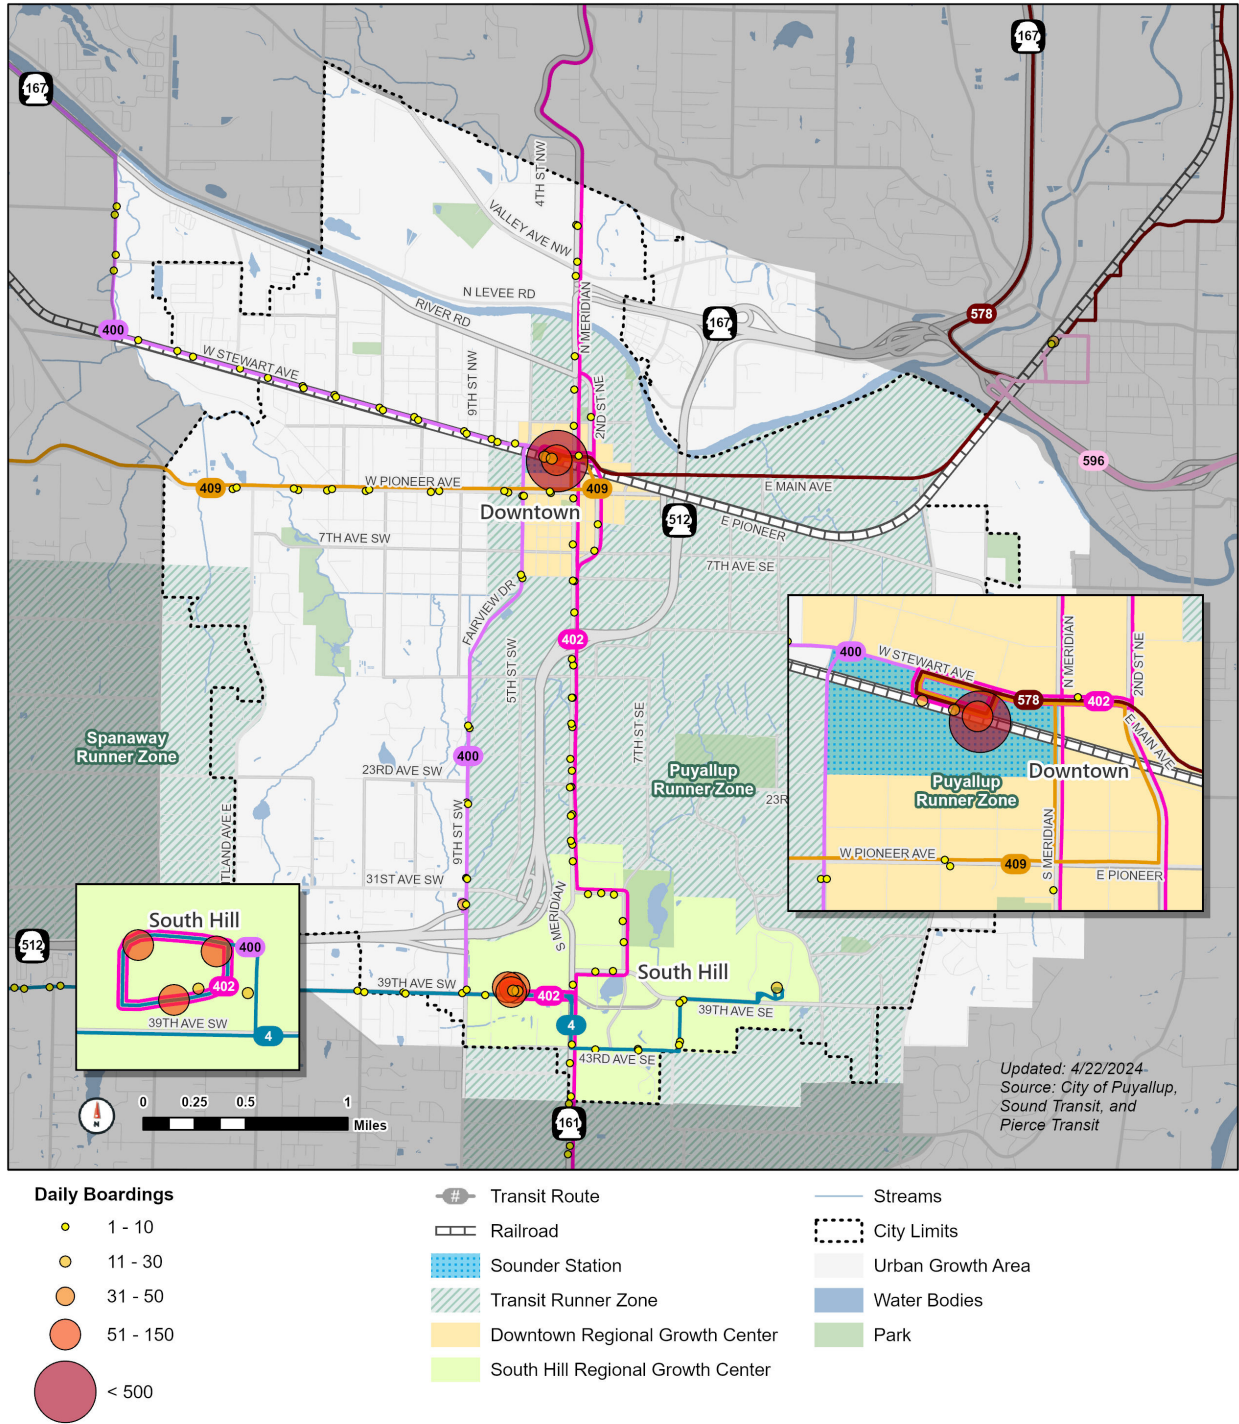 167
167
4TH ST NW
VALLEY AVE NW
N LEVEE RD
RIVER RD
N MERIDIAN
167
578
400
W STEWART AVE
9TH ST NW
2ND ST NE
596
409
W PIONEER AVE
409
E MAIN AVE
Downtown
512
E PIONEER
7TH AVE SW
7TH AVE SE
FAIRVIEW DR
402
5TH ST SW
7TH ST SE
Spanaway
Runner Zone
400
23RD AVE SW
Puyallup
Runner Zone
23R
9TH ST SW
TLAND AVE E
31ST AVE SW
S MERIDIAN
512
39TH AVE SW
402
South Hill
39TH AVE SE
4
43RD AVE SE
161
400
W STEWART AVE
N MERIDIAN
2ND ST NE
578
402
E MAIN AVE
Downtown
Puyallup
Runner Zone
S MERIDIAN
W PIONEER AVE
409
E PIONEER
South Hill
400
402
39TH AVE SW
4
0
0.25
0.5
1
Miles
N
Updated: 4/22/2024
Source: City of Puyallup,
Sound Transit, and
Pierce Transit
Daily Boardings
1 - 10
11 - 30
31 - 50
51 - 150
< 500
# Transit Route
Railroad
Sounder Station
Transit Runner Zone
Downtown Regional Growth Center
South Hill Regional Growth Center
Streams
City Limits
Urban Growth Area
Water Bodies
Park